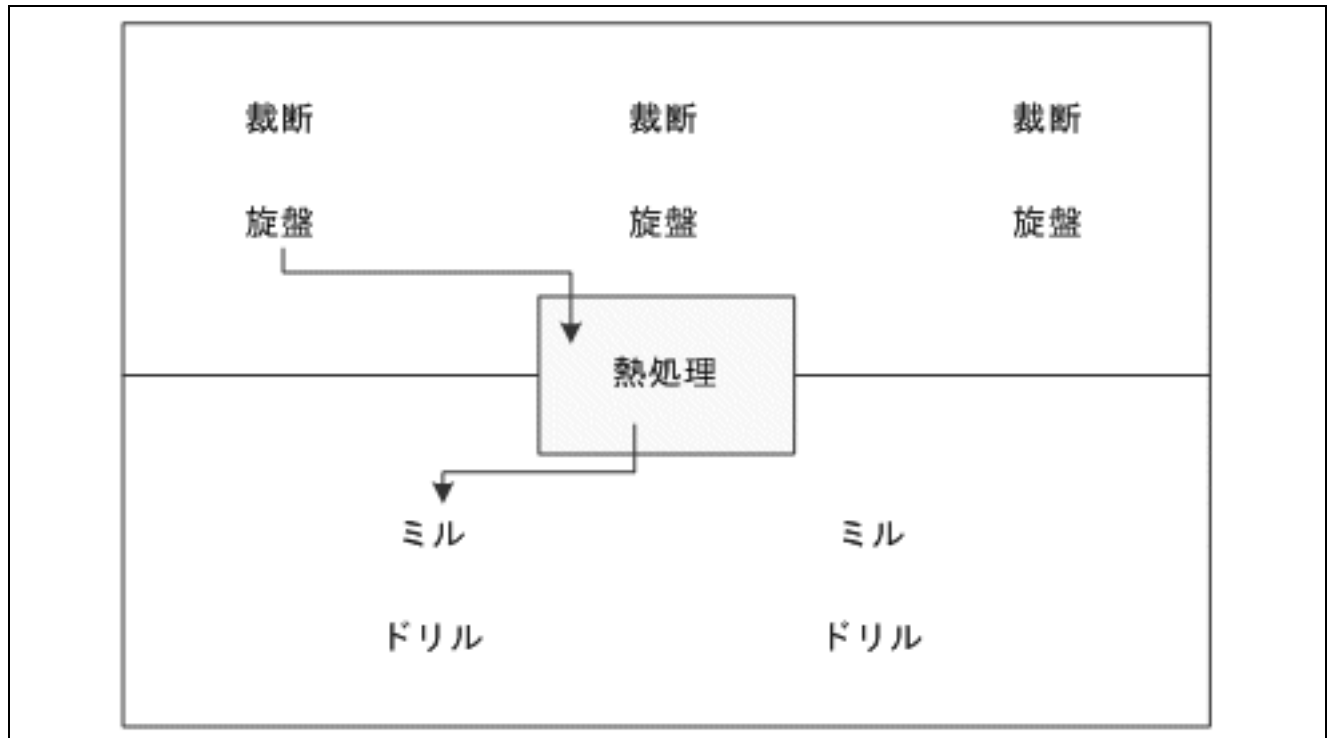 裁断 裁断 裁断
旋盤 旋盤 旋盤
熱処理
ミル ミル
ドリル ドリル